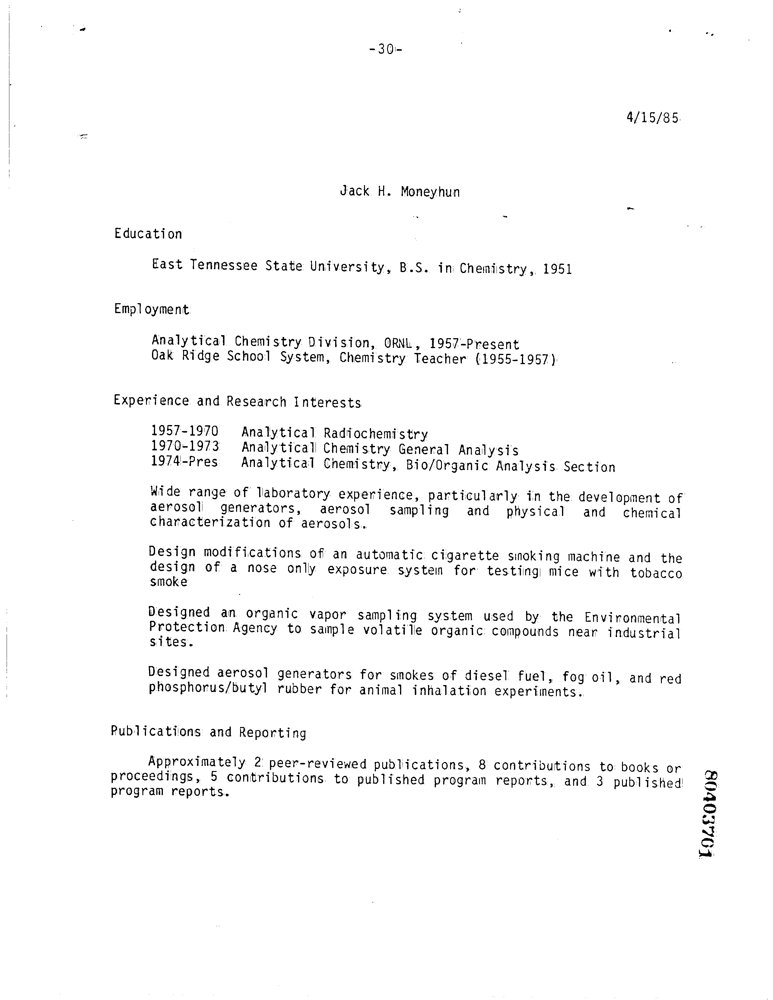 -30-
4/15/85
Jack H. Moneyhun
Education
East Tennessee State University, B.S. in Chemistry, 1951
Employment
Analytical Chemistry Division, ORNL, 1957-Present
Oak Ridge School System, Chemistry Teacher (1955-1957)
Experience and Research Interests
1957-1970 Analytical Radiochemistry
1970-1973 Analytical Chemistry General Analysis
1974-Pres Analytical Chemistry, Bio/Organic Analysis Section
Wide range of laboratory experience, particularly in the development of
aerosol generators, aerosol sampling and physical and chemical
characterization of aerosols.
Design modifications of an automatic cigarette smoking machine and the
design of a nose only exposure system for testing mice with tobacco
smoke
Designed an organic vapor sampling system used by the Environmental
Protection Agency to sample volatile organic compounds near industrial
sites.
Designed aerosol generators for smokes of diesel fuel, fog oil, and red
phosphorus/butyl rubber for animal inhalation experiments.
Publications and Reporting
Approximately 2 peer-reviewed publications, 8 contributions to books or
proceedings, 5 contributions to published program reports, and 3 published
program reports.
80403701